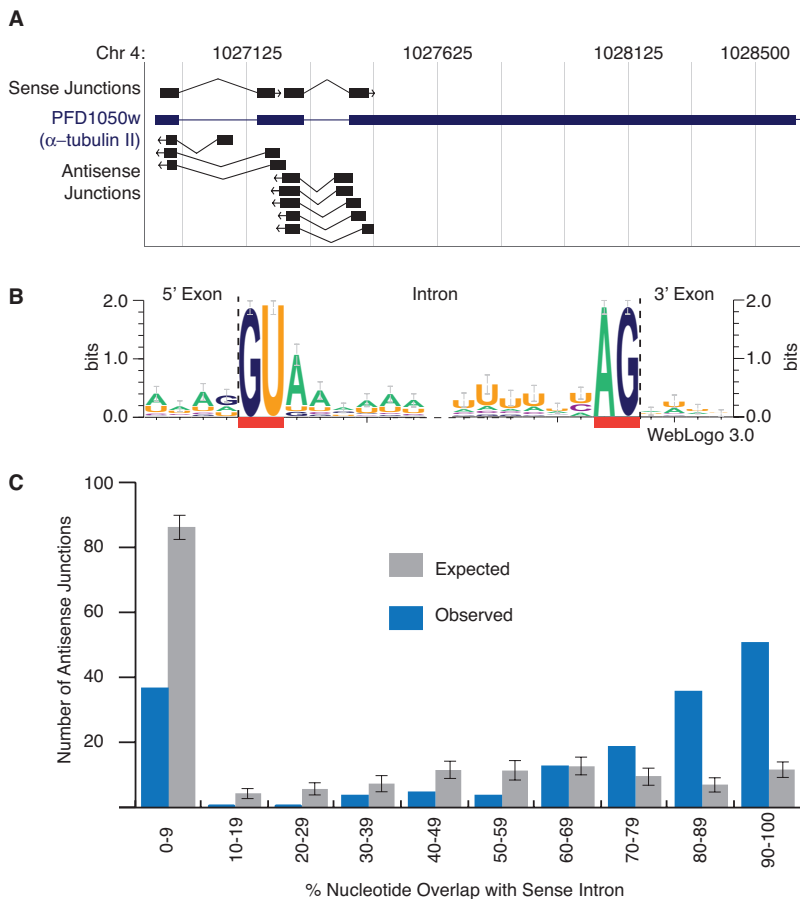 A
Chr 4: 1027125 1027625 1028125 1028500
Sense Junctions
PFD1050w
(α–tubulin II)
Antisense
Junctions
B
5' Exon Intron 3' Exon
2.0 2.0
bits 1.0 1.0 bits
0.0 0.0
GUA AG
WebLogo 3.0
C
Number of Antisense Junctions
100
80
60
40
20
Expected
Observed
0-9 10-19 20-29 30-39 40-49 50-59 60-69 70-79 80-89 90-100
% Nucleotide Overlap with Sense Intron